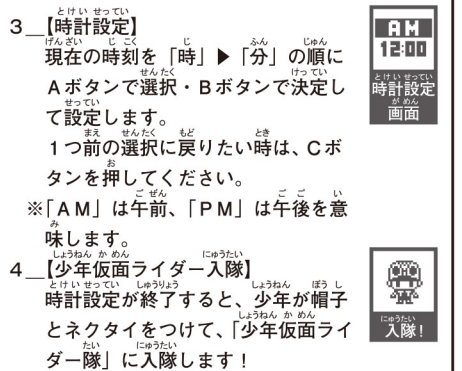 3＿【時計設定】
現在の時刻を「時」▶「分」の順に
Aボタンで選択・Bボタンで決定し
て設定します。
1つ前の選択に戻りたい時は、Cボ
タンを押してください。
※「AM」は午前、「PM」は午後を意
味します。
AM
12:00
時計設定
画面
4＿【少年仮面ライダー入隊】
時計設定が終了すると、少年が帽子
とネクタイをつけて、「少年仮面ライ
ダー隊」に入隊します！
入隊！